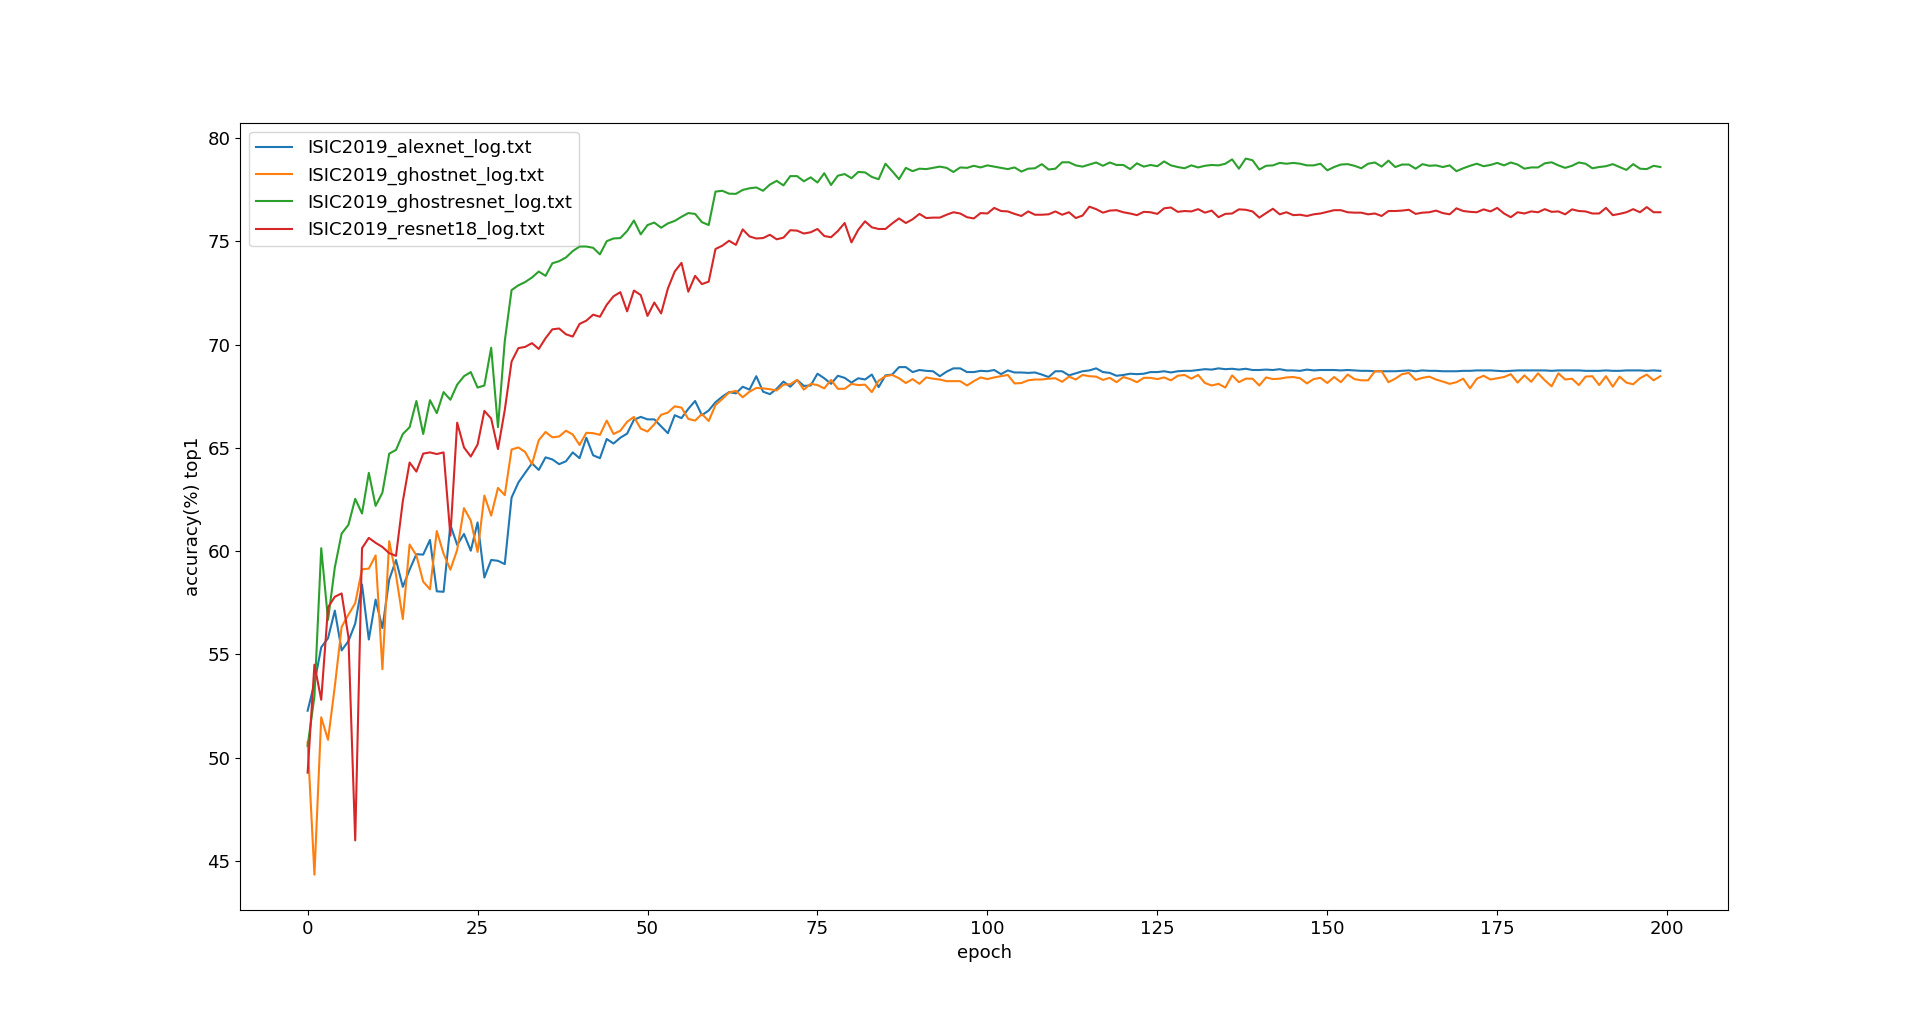 ISIC2019_alexnet_log.txt
ISIC2019_ghostnet_log.txt
ISIC2019_ghostresnet_log.txt
ISIC2019_resnet18_log.txt
80
75
70
65
60
55
50
45
accuracy(%) top1
0 25 50 75 100 125 150 175 200
epoch